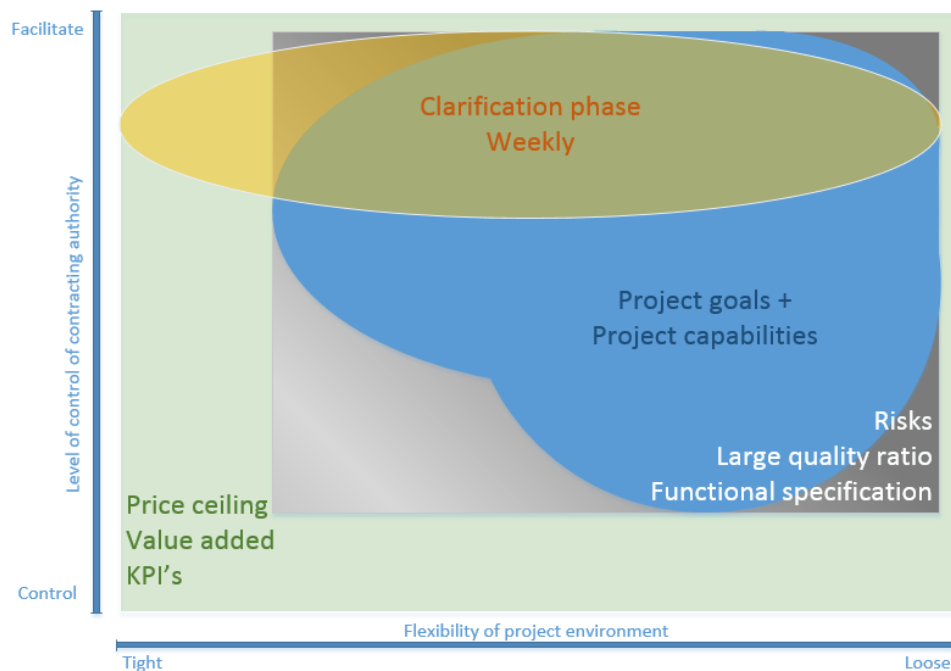 Facilitate
Level of control of contracting authority
Control
Clarification phase
Weekly
Project goals +
Project capabilities
Risks
Large quality ratio
Functional specification
Price ceiling
Value added
KPI's
Flexibility of project environment
Tight
Loose